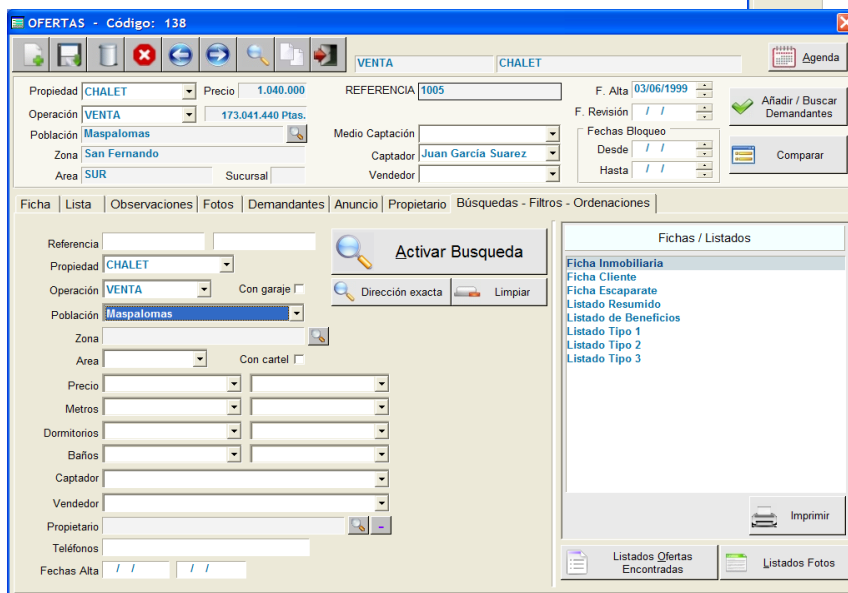 OFERTAS - Código: 138
VENTA CHALET
Agenda
Propiedad CHALET Precio 1.040.000 REFERENCIA 1005 F. Alta 03/06/1999
Operación VENTA 173.041.440 Ptas. F. Revisión / /
Añadir / Buscar Demandantes
Población Maspalomas Medio Captación Fechas Bloqueo
Zona San Fernando Captador Juan García Suarez Desde / /
Comparar
Area SUR Sucursal Vendedor Hasta / /
Ficha Lista Observaciones Fotos Demandantes Anuncio Propietario Búsquedas - Filtros - Ordenaciones
Referencia
Propiedad CHALET
Activar Busqueda
Operación VENTA Con garaje
Dirección exacta Limpiar
Población Maspalomas
Zona
Area Con cartel
Precio
Metros
Dormitorios
Baños
Captador
Vendedor
Propietario -
Teléfonos
Fechas Alta / / / /
Fichas / Listados
Ficha Inmobiliaria
Ficha Cliente
Ficha Escaparate
Listado Resumido
Listado de Beneficios
Listado Tipo 1
Listado Tipo 2
Listado Tipo 3
Imprimir
Listados Ofertas
Encontradas
Listados Fotos